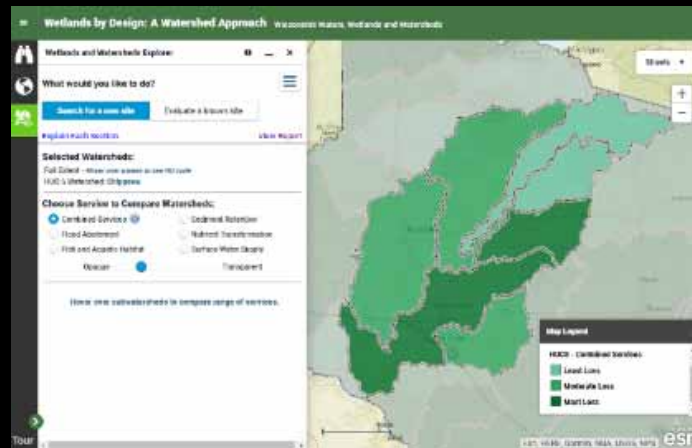 Wetlands by Design: A Watershed Approach Wisconsin's Waters, Wetlands and Watersheds
Wetlands and Watersheds Explorer
What would you like to do?
Search for a new site Evaluate a known site
Explain Each Section View Report
Selected Watersheds:
Full Extent -
HUC 6 Watershed: Chippewa
Choose Service to Compare Watersheds:
Combined Services Sediment Retention
Flood Abatement Nutrient Transformation
Fish and Aquatic Habitat Surface Water Supply
Opaque Transparent
Hover over subwatersheds to compare range of services.
Tour
Streets
+
−
Map Legend
HUC8 - Combined Services
Least Loss
Moderate Loss
Most Loss
esri